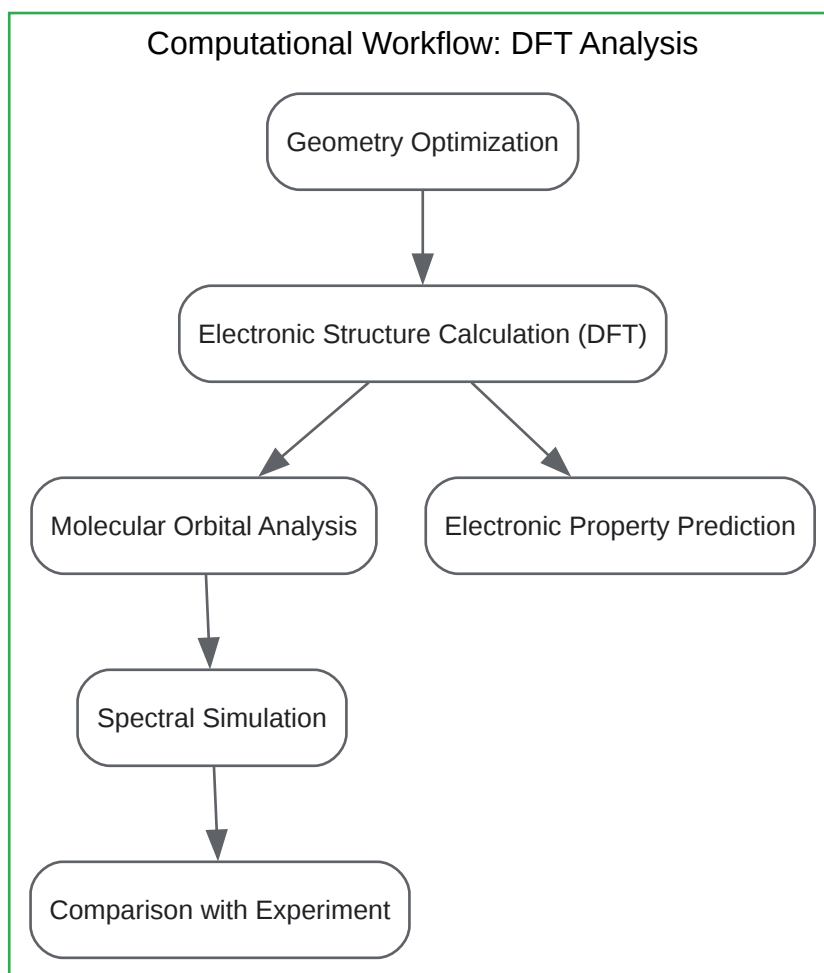 Computational Workflow: DFT Analysis
Geometry Optimization
Electronic Structure Calculation (DFT)
Molecular Orbital Analysis
Electronic Property Prediction
Spectral Simulation
Comparison with Experiment